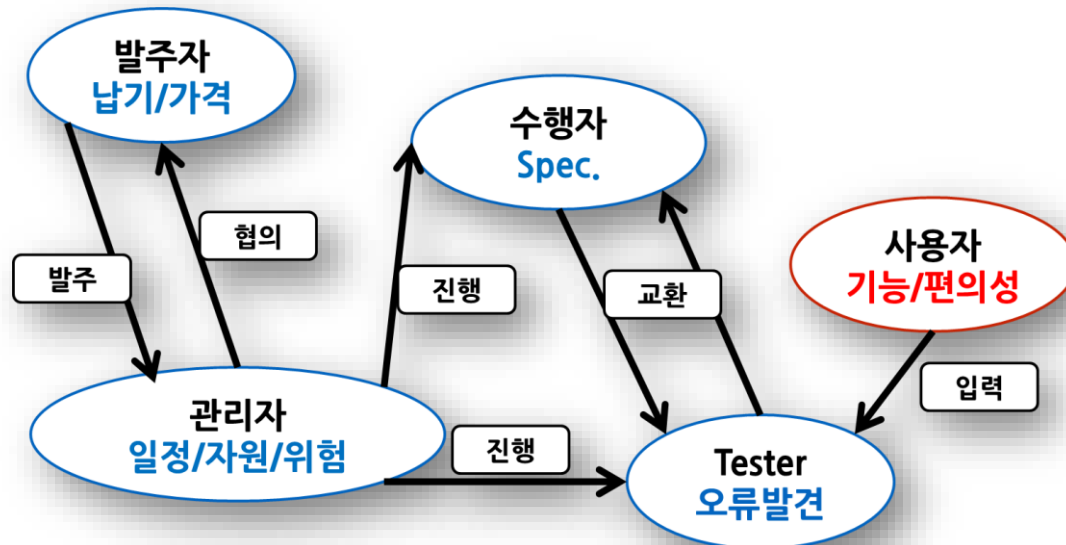 발주자
납기/가격
수행자
Spec.
사용자
기능/편의성
협의
발주
진행
교환
입력
관리자
일정/자원/위험
진행
Tester
오류발견